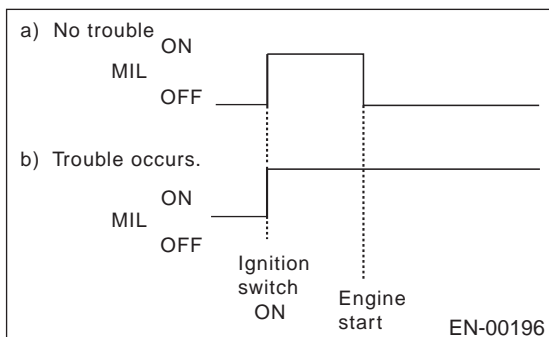 a) No trouble
ON
MIL
OFF
b) Trouble occurs.
ON
MIL
OFF
Ignition
switch
ON
Engine
start
EN-00196